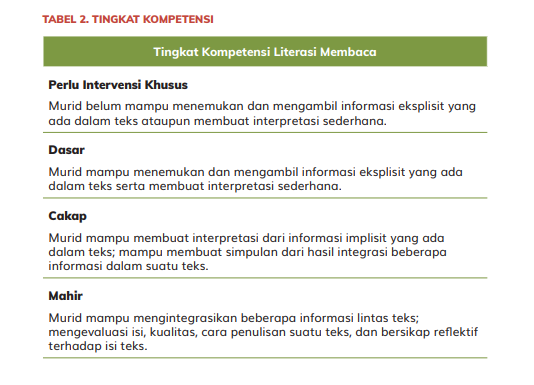 TABEL 2. TINGKAT KOMPETENSI
Tingkat Kompetensi Literasi Membaca
Perlu Intervensi Khusus
Murid belum mampu menemukan dan mengambil informasi eksplisit yang
ada dalam teks ataupun membuat interpretasi sederhana.
Dasar
Murid mampu menemukan dan mengambil informasi eksplisit yang ada
dalam teks serta membuat interpretasi sederhana.
Cakap
Murid mampu membuat interpretasi dari informasi implisit yang ada
dalam teks; mampu membuat simpulan dari hasil integrasi beberapa
informasi dalam suatu teks.
Mahir
Murid mampu mengintegrasikan beberapa informasi lintas teks;
mengevaluasi isi, kualitas, cara penulisan suatu teks, dan bersikap reflektif
terhadap isi teks.